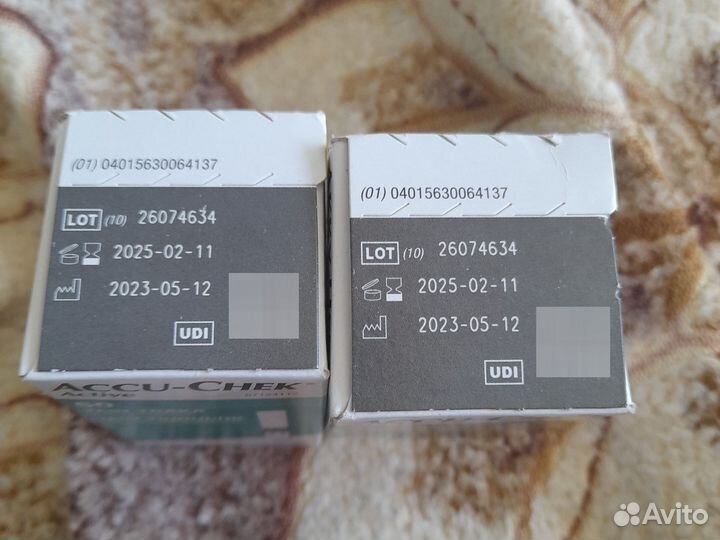 (01) 04015630064137
LOT (10) 26074634
2025-02-11
2023-05-12
UDI
ACCU-CHEK
Active
50
(01) 04015630064137
LOT (10) 26074634
2025-02-11
2023-05-12
UDI
Avito